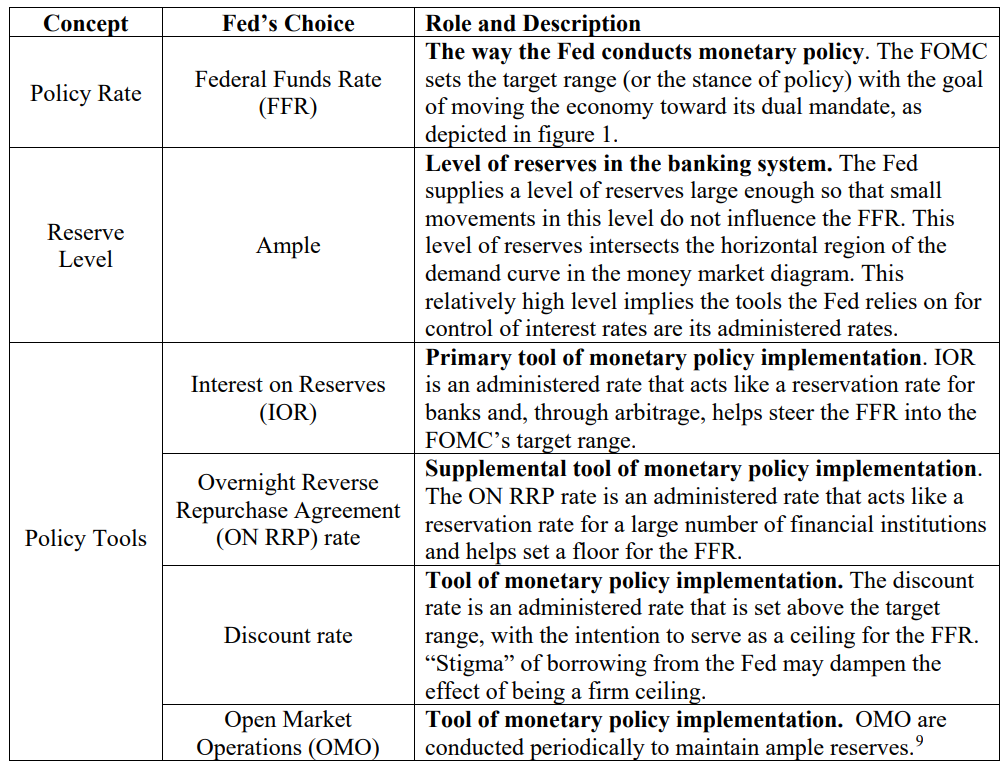 Concept Fed’s Choice Role and Description
Policy Rate
Federal Funds Rate
(FFR)
The way the Fed conducts monetary policy. The FOMC
sets the target range (or the stance of policy) with the goal
of moving the economy toward its dual mandate, as
depicted in figure 1.
Reserve
Level
Ample
Level of reserves in the banking system. The Fed
supplies a level of reserves large enough so that small
movements in this level do not influence the FFR. This
level of reserves intersects the horizontal region of the
demand curve in the money market diagram. This
relatively high level implies the tools the Fed relies on for
control of interest rates are its administered rates.
Policy Tools
Interest on Reserves
(IOR)
Primary tool of monetary policy implementation. IOR
is an administered rate that acts like a reservation rate for
banks and, through arbitrage, helps steer the FFR into the
FOMC’s target range.
Overnight Reverse
Repurchase Agreement
(ON RRP) rate
Supplemental tool of monetary policy implementation.
The ON RRP rate is an administered rate that acts like a
reservation rate for a large number of financial institutions
and helps set a floor for the FFR.
Discount rate
Tool of monetary policy implementation. The discount
rate is an administered rate that is set above the target
range, with the intention to serve as a ceiling for the FFR.
“Stigma” of borrowing from the Fed may dampen the
effect of being a firm ceiling.
Open Market
Operations (OMO)
Tool of monetary policy implementation.  OMO are
conducted periodically to maintain ample reserves.⁹